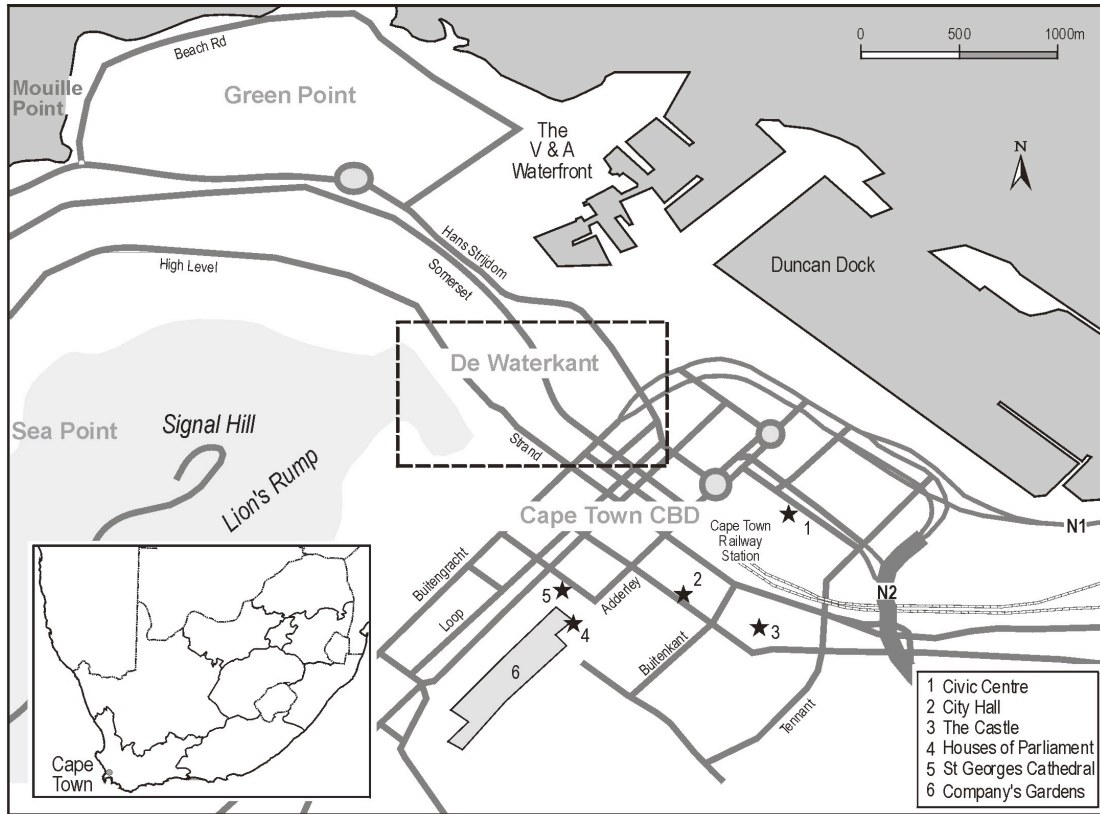 Beach Rd
0 500 1000m
Mouille
Point
Green Point
The
V & A
Waterfront
N
Hans Strijdom
Somerset
High Level
Duncan Dock
De Waterkant
Sea Point
Signal Hill
Lion's Rump
Strand
Cape Town CBD
Cape Town
Railway
Station
1
N1
Buitengracht
Loop
Adderley
5
4
2
3
N2
6
Buitenkant
Tennant
Cape
Town
1 Civic Centre
2 City Hall
3 The Castle
4 Houses of Parliament
5 St Georges Cathedral
6 Company's Gardens